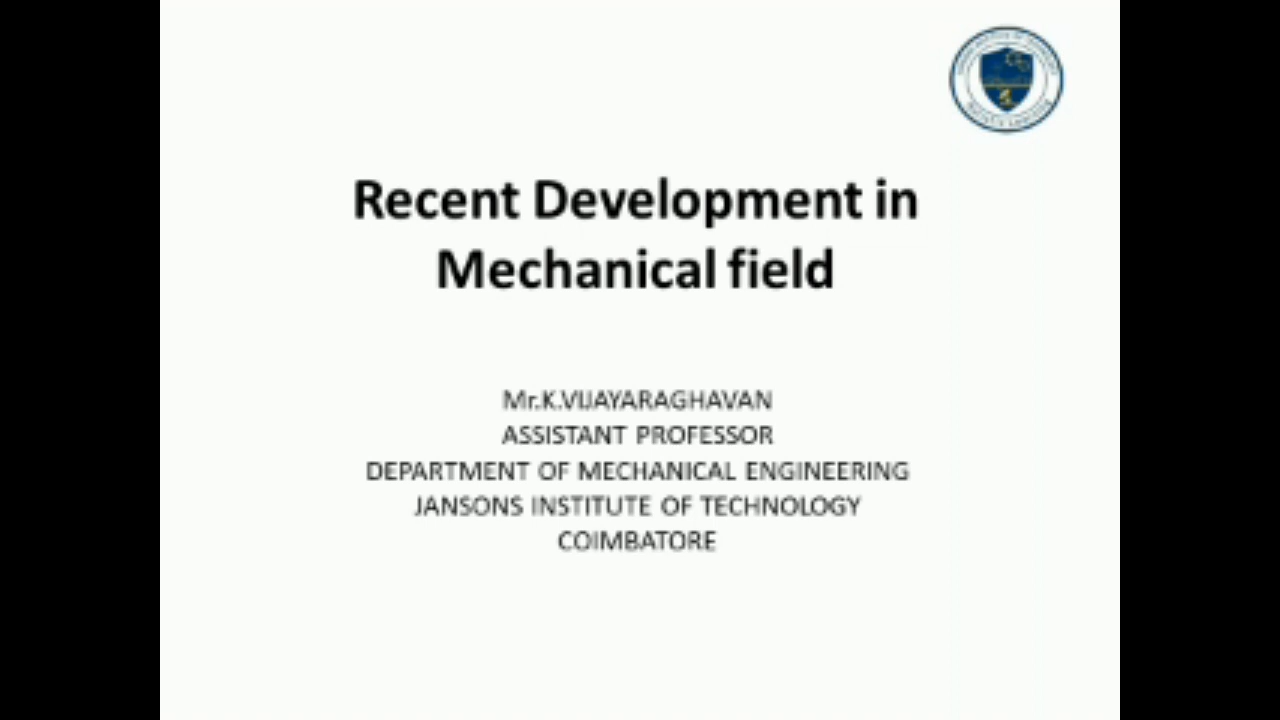 Recent Development in
Mechanical field
Mr.K.VIJAYARAGHAVAN
ASSISTANT PROFESSOR
DEPARTMENT OF MECHANICAL ENGINEERING
JANSONS INSTITUTE OF TECHNOLOGY
COIMBATORE